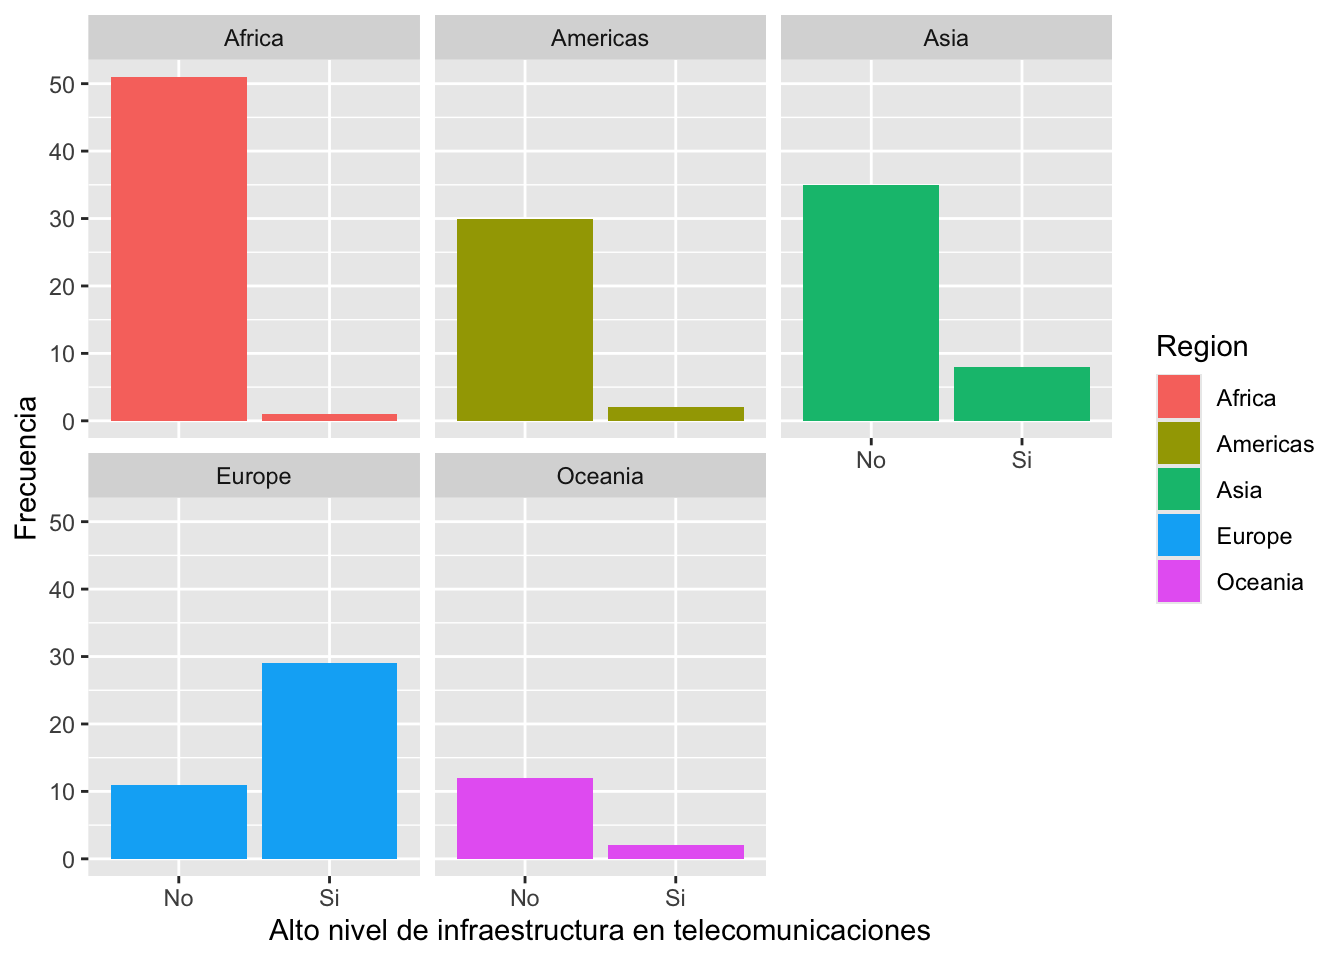 Africa
Americas
Asia
50
40
30
20
10
0
No
Si
Europe
Oceania
50
40
30
20
10
0
No
Si
No
Si
Frecuencia
Alto nivel de infraestructura en telecomunicaciones
Region
Africa
Americas
Asia
Europe
Oceania